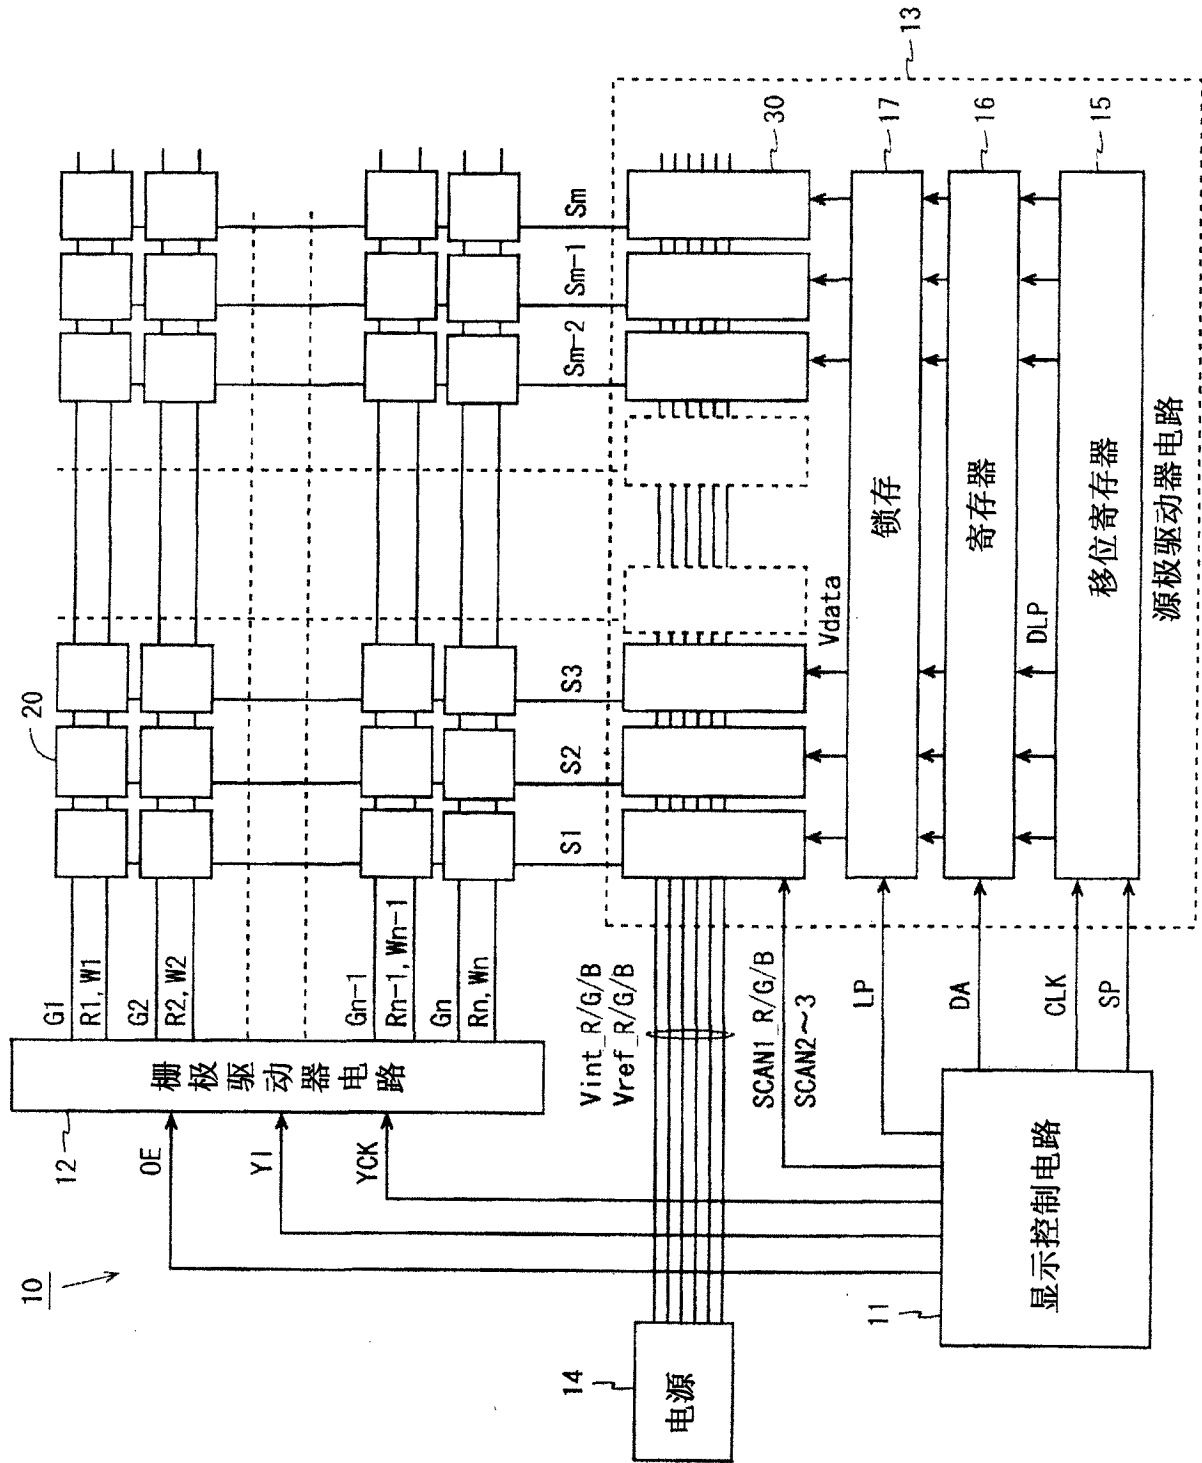 10
12
OE
YI
YCK
栅极驱动器电路
G1
R1, W1
G2
R2, W2
Gn-1
Rn-1, Wn-1
Gn
Rn, Wn
20
S1
S2
S3
Sm-2
Sm-1
Sm
14
电源
Vint_R/G/B
Vref_R/G/B
SCAN1_R/G/B
SCAN2～3
LP
DA
CLK
SP
11
显示控制电路
13
30
Vdata
锁存
17
寄存器
16
DLP
移位寄存器
15
源极驱动器电路